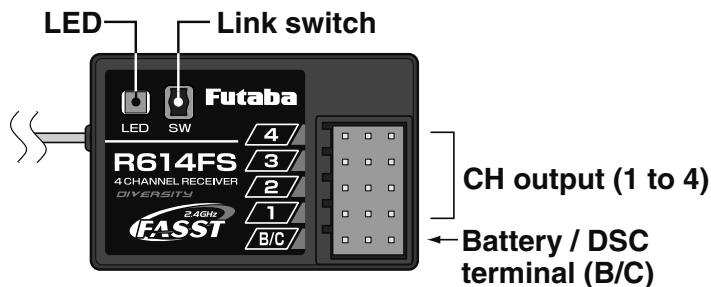 LED
Link switch
Futaba
LED SW
4
R614FS
3
4 CHANNEL RECEIVER
2
DIVERSITY
1
2.4GHz
FASST
B/C
CH output (1 to 4)
Battery / DSC
terminal (B/C)